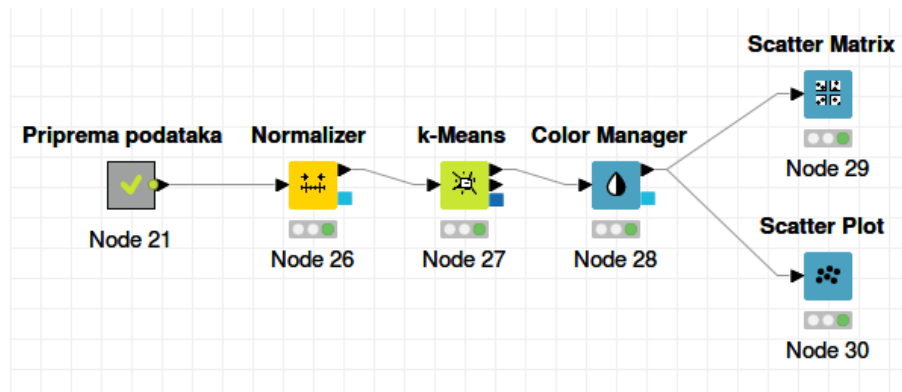 Scatter Matrix
Priprema podataka
Normalizer
k-Means
Color Manager
Node 29
Node 21
Scatter Plot
Node 26
Node 27
Node 28
Node 30